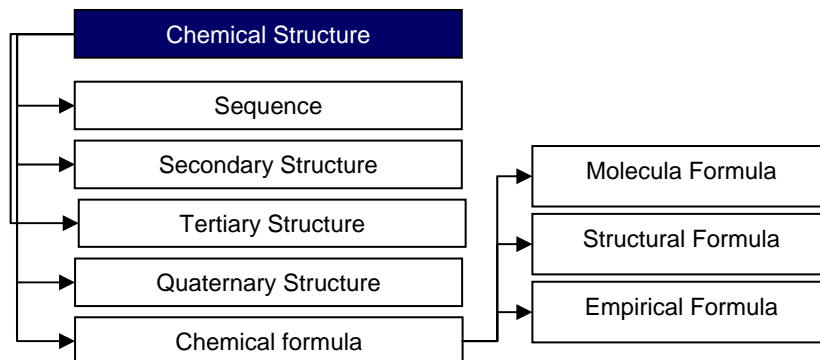 Chemical Structure
Sequence
Secondary Structure
Tertiary Structure
Quaternary Structure
Chemical formula
Molecula Formula
Structural Formula
Empirical Formula